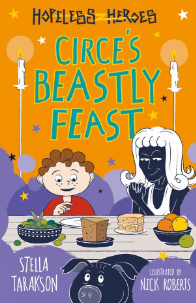 HOPELESS HEROES
CIRCE'S
BEASTLY
FEAST
STELLA
TARAKSON
ILLUSTRATED BY
NICK ROBERTS